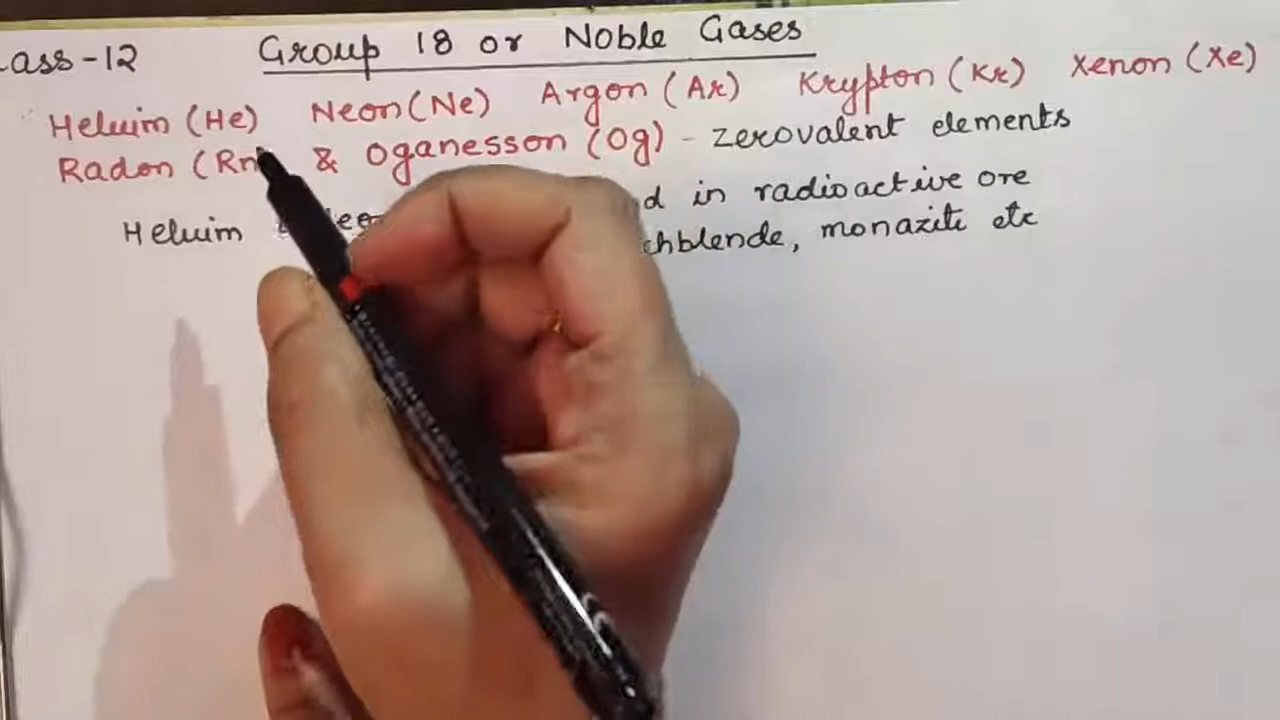 ass-12 Group 18 or Noble Gases
Heluim (He) Neon (Ne) Argon (Ar) Krypton (Kr) Xenon (Xe)
Radon (Rn) & Oganesson (Og) - zerovalent elements
Heluim in radioactive ore
chblende, monazite etc